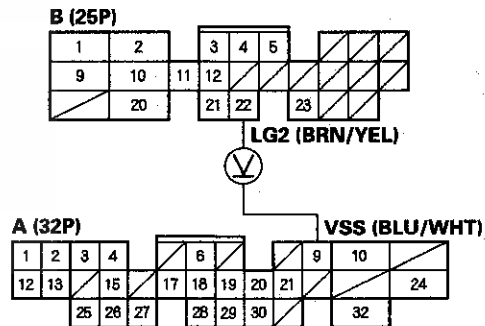 B (25P)
1 2 3 4 5
9 10 11 12
20 21 22 23
LG2 (BRN/YEL)
V
A (32P)
VSS (BLU/WHT)
1 2 3 4 6 9 10
12 13 15 17 18 19 20 21 24
25 26 27 28 29 30 32